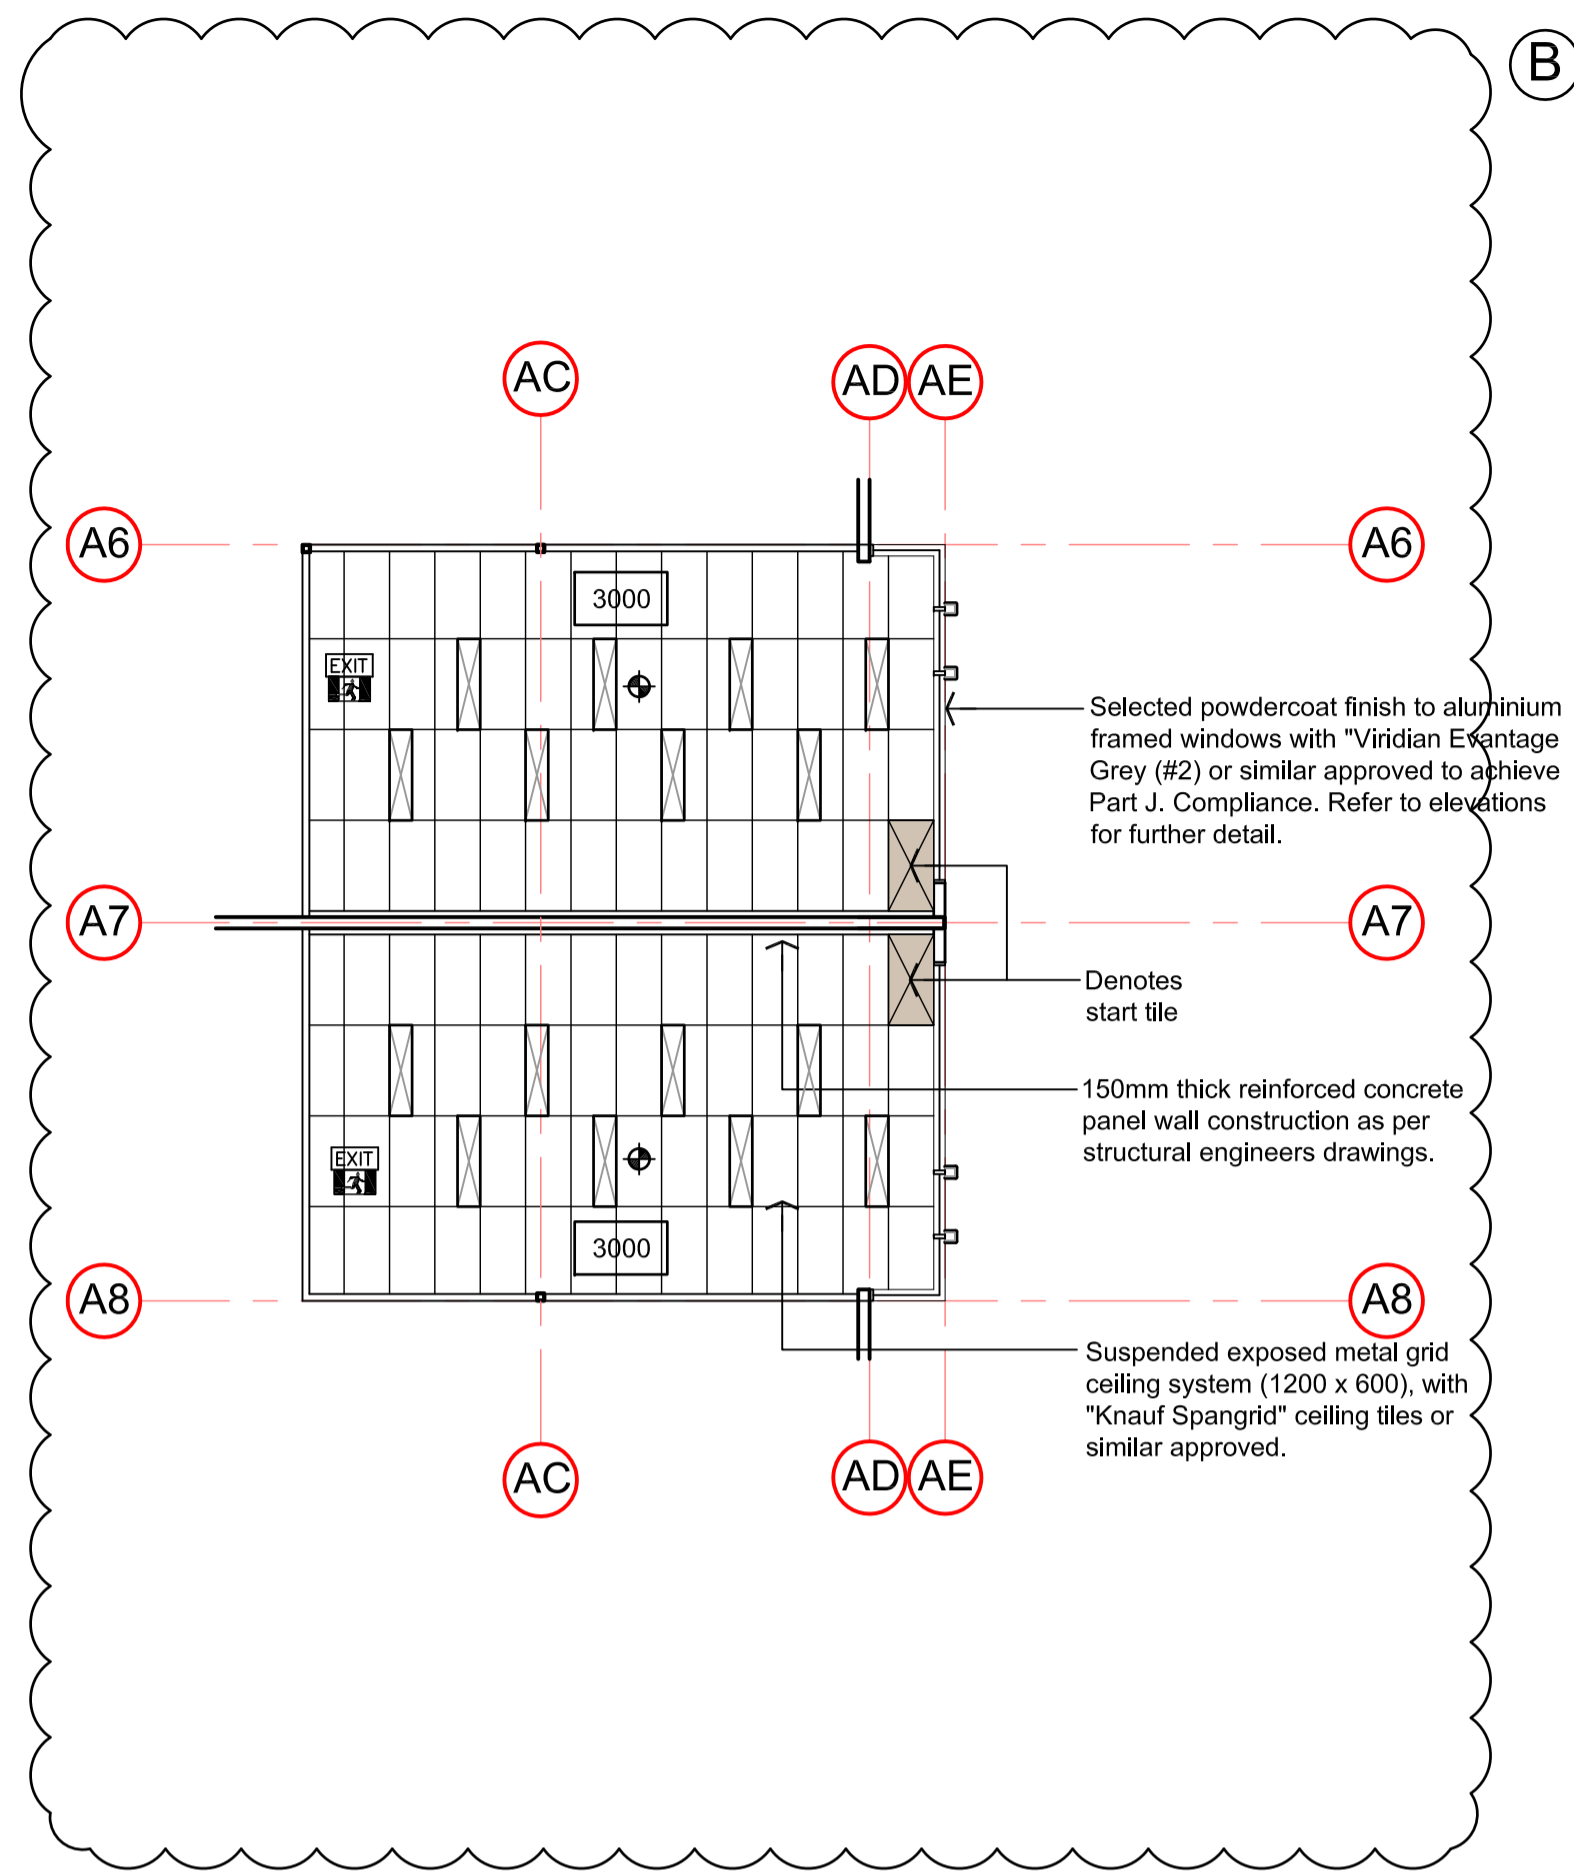 B
AC
AD
AE
A6
A6
3000
EXIT
Selected powdercoat finish to aluminium
framed windows with "Viridian Evantage
Grey (#2) or similar approved to achieve
Part J. Compliance. Refer to elevations
for further detail.
A7
A7
Denotes
start tile
150mm thick reinforced concrete
panel wall construction as per
structural engineers drawings.
EXIT
3000
A8
A8
Suspended exposed metal grid
ceiling system (1200 x 600), with
"Knauf Spangrid" ceiling tiles or
similar approved.
AC
AD
AE